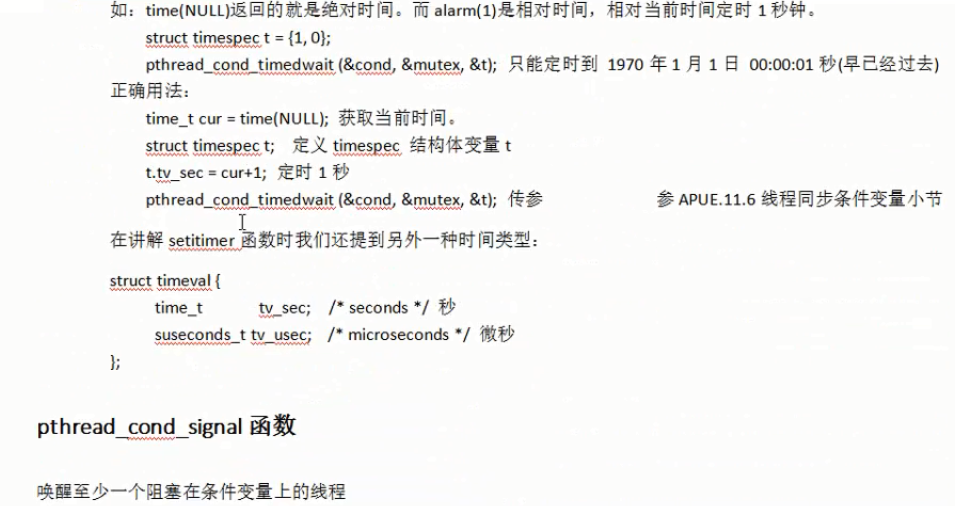 如：time(NULL)返回的就是绝对时间。而 alarm(1)是相对时间，相对当前时间定时 1 秒钟。
struct timespec t = {1, 0};
pthread_cond_timedwait (&cond, &mutex, &t); 只能定时到 1970 年 1 月 1 日 00:00:01 秒(早已经过去)
正确用法：
time_t cur = time(NULL); 获取当前时间。
struct timespec t; 定义 timespec 结构体变量 t
t.tv_sec = cur+1; 定时 1 秒
pthread_cond_timedwait (&cond, &mutex, &t); 传参 参 APUE.11.6 线程同步条件变量小节
在讲解 setitimer 函数时我们还提到另外一种时间类型：
struct timeval {
time_t tv_sec; /* seconds */ 秒
suseconds_t tv_usec; /* microseconds */ 微秒
};
pthread_cond_signal 函数
唤醒至少一个阻塞在条件变量上的线程